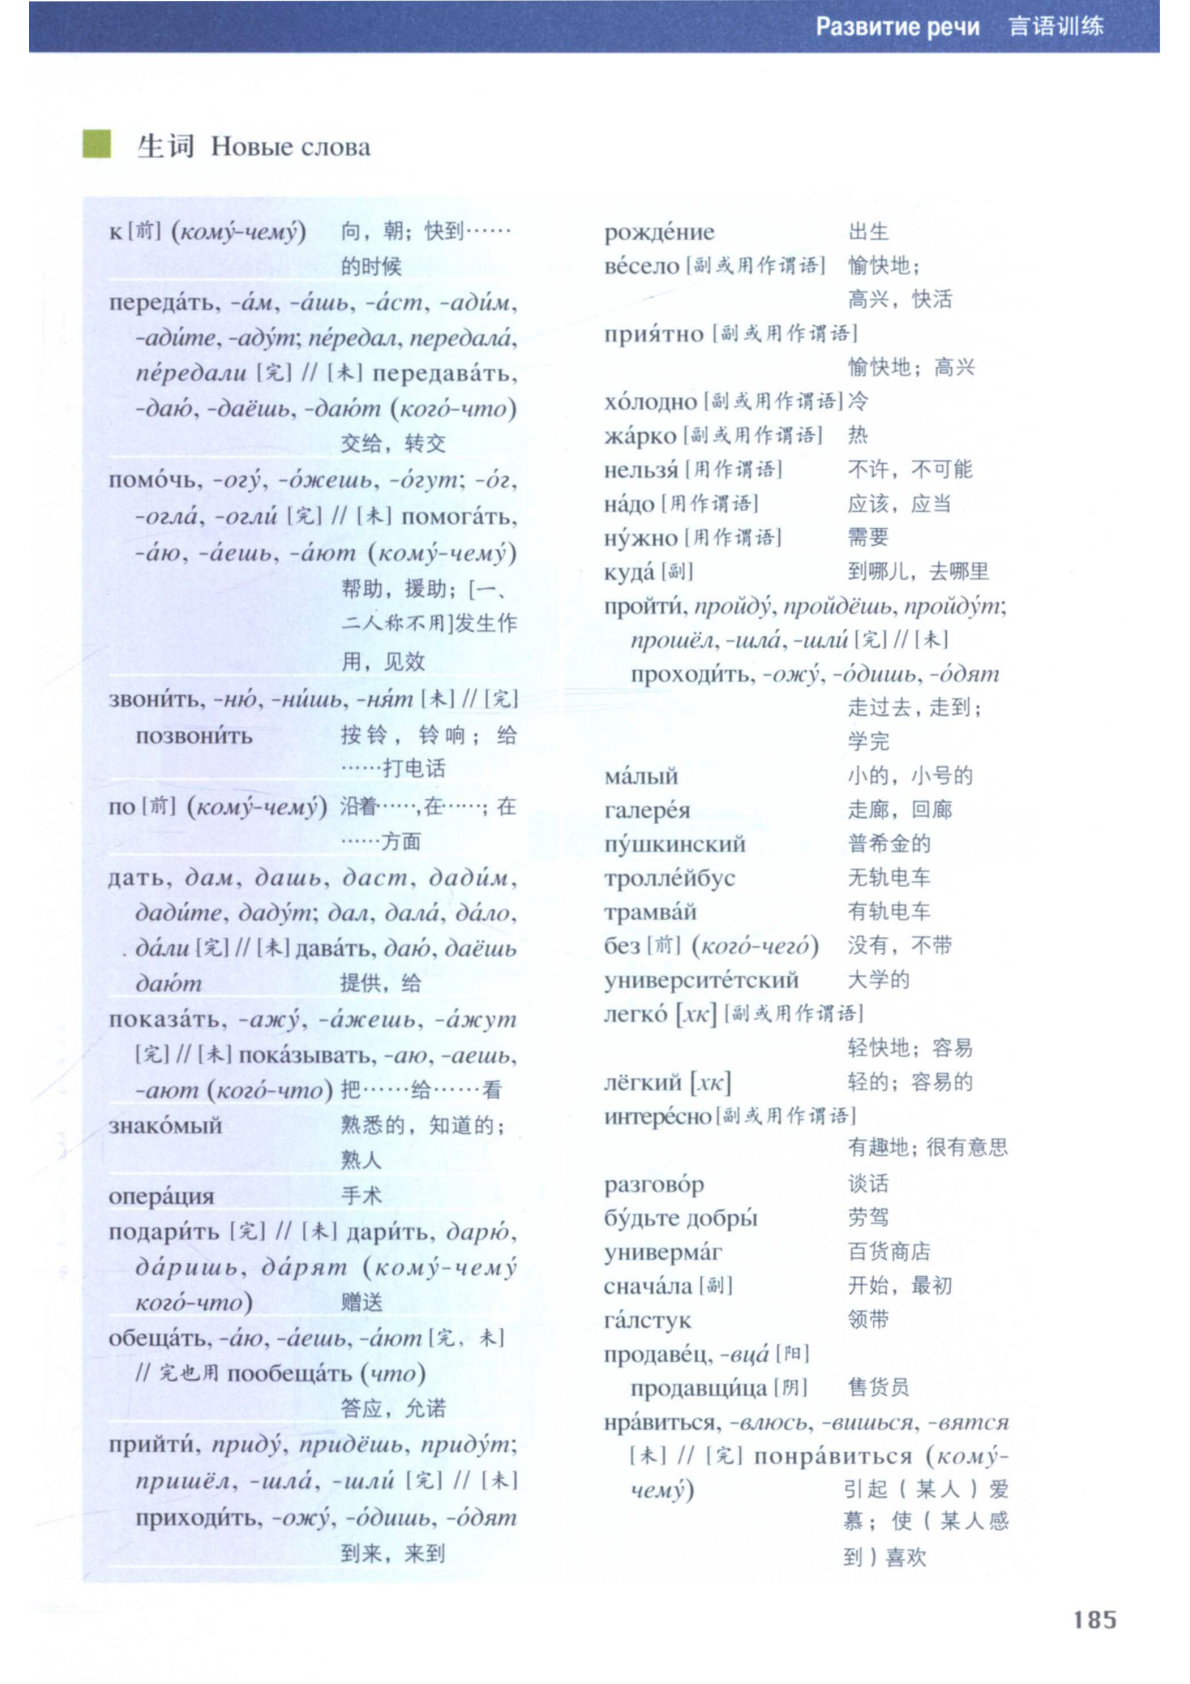 Развитие речи 言语训练
生词 Новые слова
к [前] (кому́-чему́) 向，朝；快到……
的时候
переда́ть, -а́м, -а́шь, -а́ст, -ади́м,
-ади́те, -аду́т; пе́редал, передала́,
пе́редали [完] // [未] передава́ть,
-даю́, -даёшь, -даю́т (кого́-что)
交给，转交
помо́чь, -огу́, -о́жешь, -о́гут; -о́г,
-огла́, -огли́ [完] // [未] помога́ть,
-а́ю, -а́ешь, -а́ют (кому́-чему́)
帮助，援助；[一、
二人称不用]发生作
用，见效
звони́ть, -ню́, -ни́шь, -ня́т [未] // [完]
позвони́ть 按铃，铃响；给
……打电话
по [前] (кому́-чему́) 沿着……,在……；在
……方面
дать, дам, дашь, даст, дади́м,
дади́те, даду́т; дал, дала́, да́ло,
да́ли [完] // [未] дава́ть, даю́, даёшь
даю́т 提供，给
показа́ть, -ажу́, -а́жешь, -а́жут
[完] // [未] пока́зывать, -аю, -аешь,
-ают (кого́-что) 把……给……看
знако́мый 熟悉的，知道的；
熟人
опера́ция 手术
подари́ть [完] // [未] дари́ть, дарю́,
да́ришь, да́рят (кому́-чему́
кого́-что) 赠送
обеща́ть, -а́ю, -а́ешь, -а́ют [完，未]
// 完也用 пообеща́ть (что)
答应，允诺
прийти́, приду́, придёшь, приду́т;
пришёл, -шла́, -шли́ [完] // [未]
приходи́ть, -ожу́, -о́дишь, -о́дят
到来，来到
рожде́ние 出生
ве́село [副或用作谓语] 愉快地；
高兴，快活
прия́тно [副或用作谓语]
愉快地；高兴
хо́лодно [副或用作谓语] 冷
жа́рко [副或用作谓语] 热
нельзя́ [用作谓语] 不许，不可能
на́до [用作谓语] 应该，应当
ну́жно [用作谓语] 需要
куда́ [副] 到哪儿，去哪里
пройти́, пройду́, пройдёшь, пройду́т;
прошёл, -шла́, -шли́ [完] // [未]
проходи́ть, -ожу́, -о́дишь, -о́дят
走过去,走到；
学完
ма́лый 小的，小号的
галере́я 走廊，回廊
пу́шкинский 普希金的
тролле́йбус 无轨电车
трамва́й 有轨电车
без [前] (кого́-чего́) 没有，不带
университе́тский 大学的
легко́ [хк] [副或用作谓语]
轻快地；容易
лёгкий [хк] 轻的；容易的
интере́сно [副或用作谓语]
有趣地；很有意思
разгово́р 谈话
бу́дьте добры́ 劳驾
универма́г 百货商店
снача́ла [副] 开始，最初
га́лстук 领带
продаве́ц, -вца́ [阳]
продавщи́ца [阴] 售货员
нра́виться, -влюсь, -вишься, -вятся
[未] // [完] понра́виться (кому́-
чему́) 引起（某人）爱
慕；使（某人感
到）喜欢
185